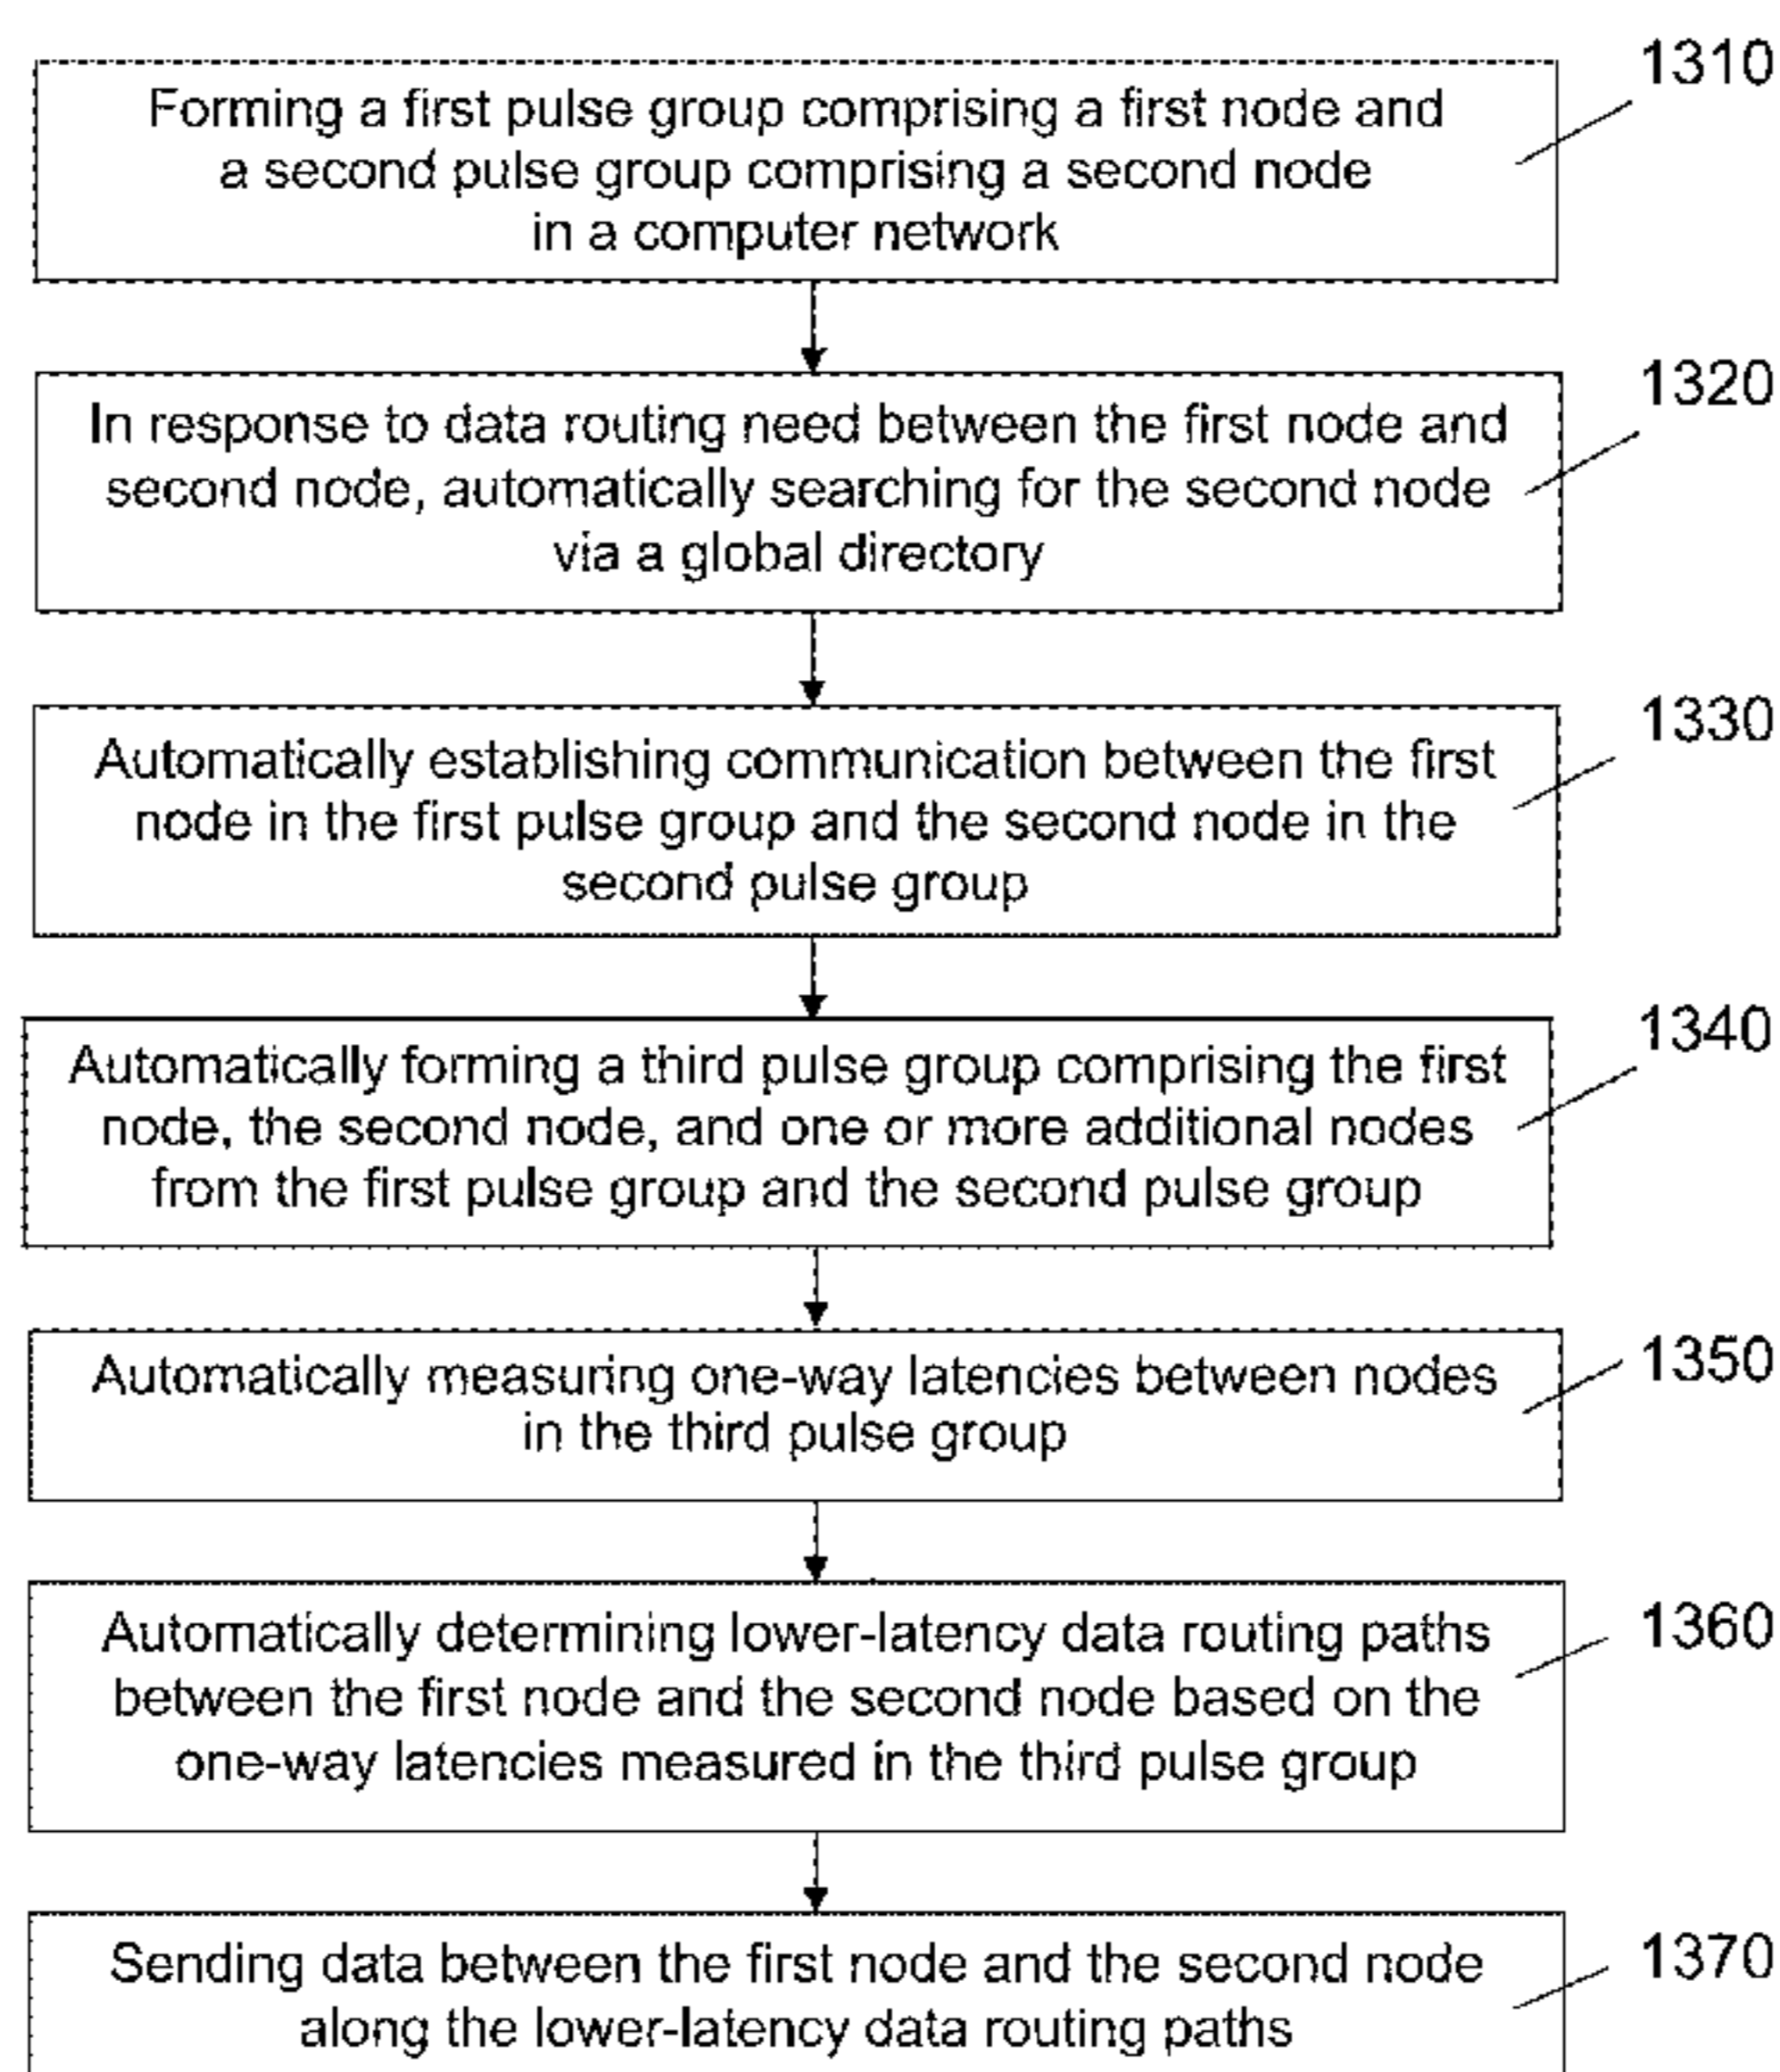 1310
Forming a first pulse group comprising a first node and
a second pulse group comprising a second node
in a computer network
1320
In response to data routing need between the first node and
second node, automatically searching for the second node
via a global directory
1330
Automatically establishing communication between the first
node in the first pulse group and the second node in the
second pulse group
1340
Automatically forming a third pulse group comprising the first
node, the second node, and one or more additional nodes
from the first pulse group and the second pulse group
1350
Automatically measuring one-way latencies between nodes
in the third pulse group
1360
Automatically determining lower-latency data routing paths
between the first node and the second node based on the
one-way latencies measured in the third pulse group
1370
Sending data between the first node and the second node
along the lower-latency data routing paths